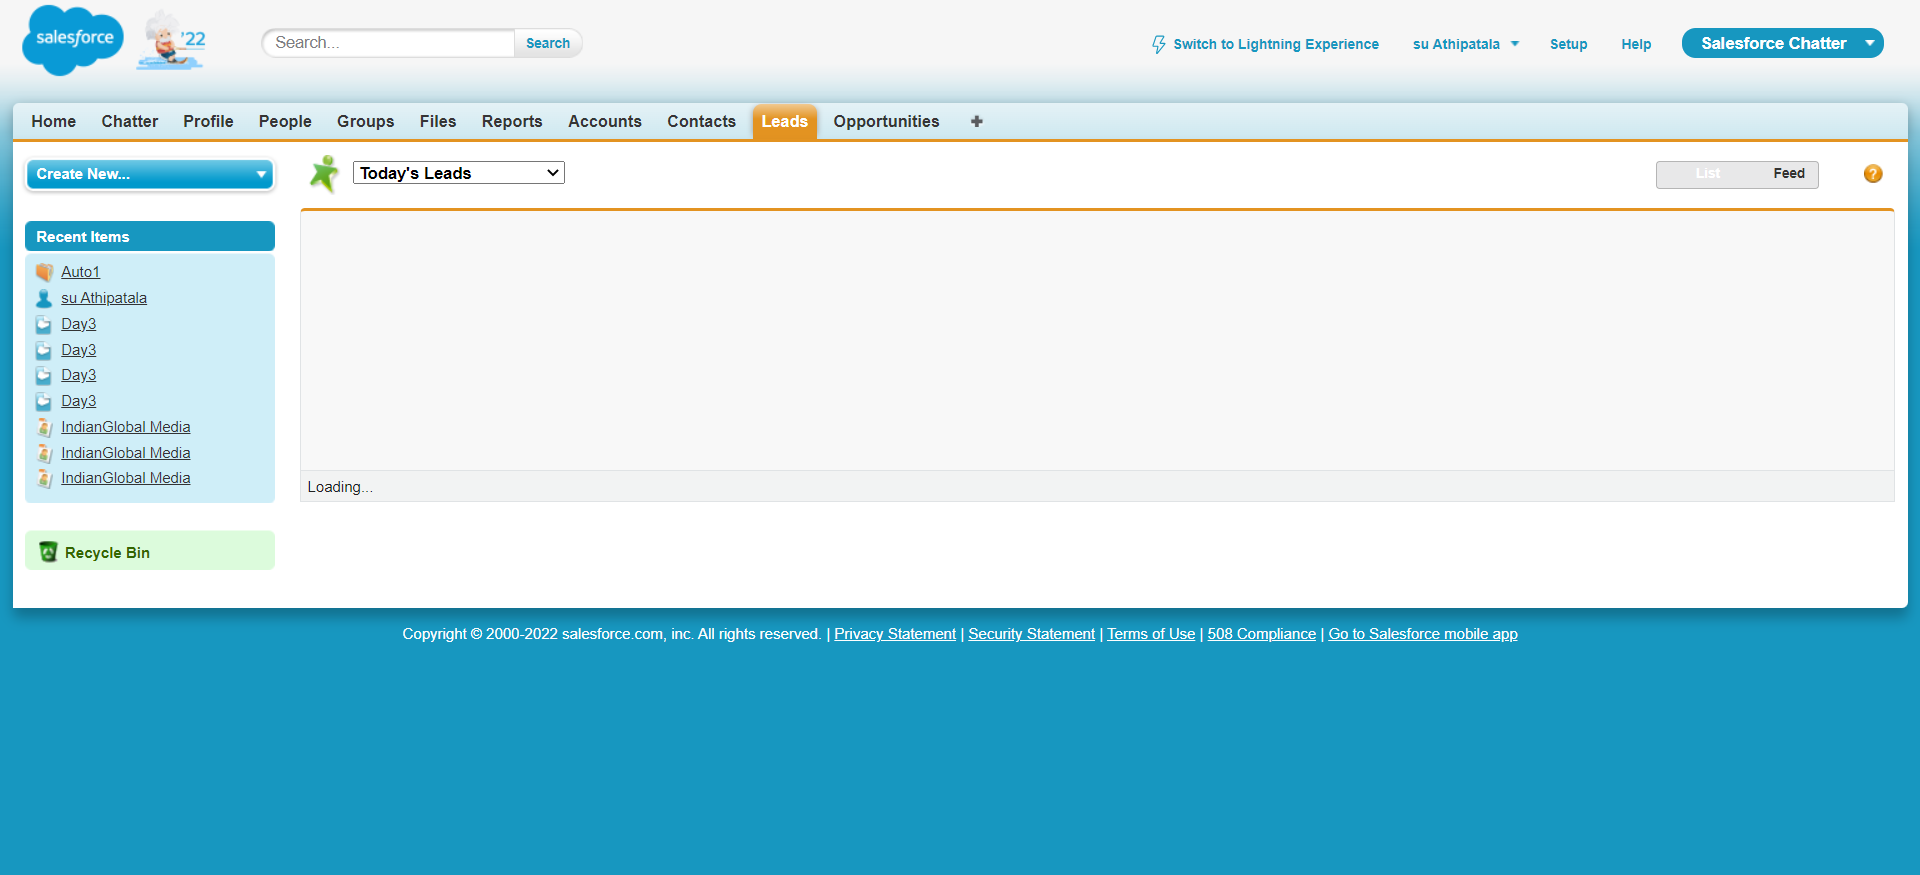 salesforce
'22
Search...
Search
Switch to Lightning Experience
su Athipatala
Setup
Help
Salesforce Chatter
Home
Chatter
Profile
People
Groups
Files
Reports
Accounts
Contacts
Leads
Opportunities
Create New...
Today's Leads
List
Feed
?
Recent Items
Auto1
su Athipatala
Day3
Day3
Day3
Day3
IndianGlobal Media
IndianGlobal Media
IndianGlobal Media
Loading...
Recycle Bin
Copyright © 2000-2022 salesforce.com, inc. All rights reserved. | Privacy Statement | Security Statement | Terms of Use | 508 Compliance | Go to Salesforce mobile app